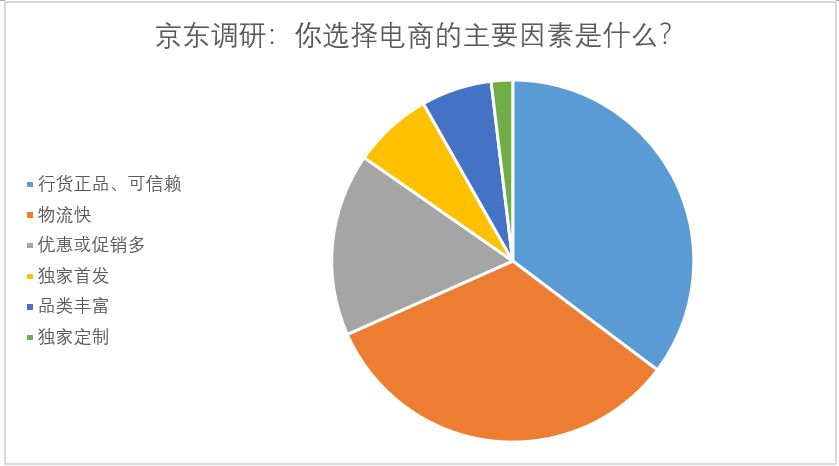 京东调研：你选择电商的主要因素是什么？
行货正品、可信赖
物流快
优惠或促销多
独家首发
品类丰富
独家定制